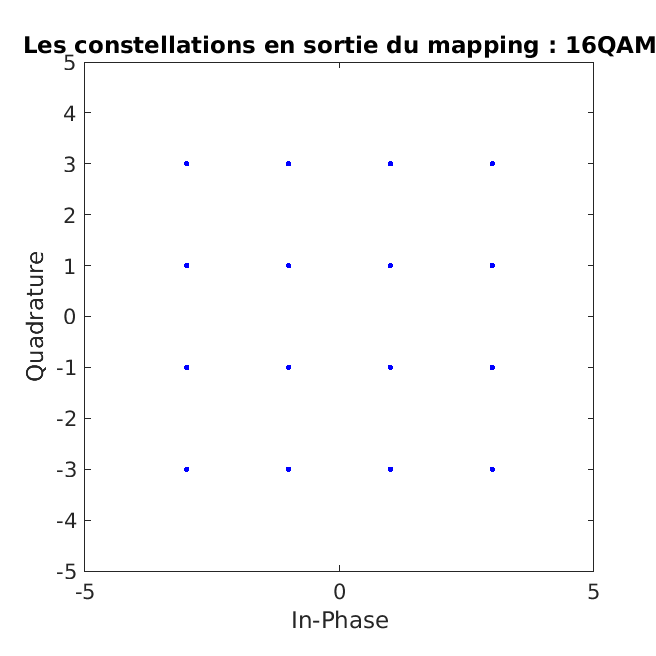 Les constellations en sortie du mapping : 16QAM
5
4
3
2
1
0
-1
-2
-3
-4
-5
-5 0 5
In-Phase
Quadrature